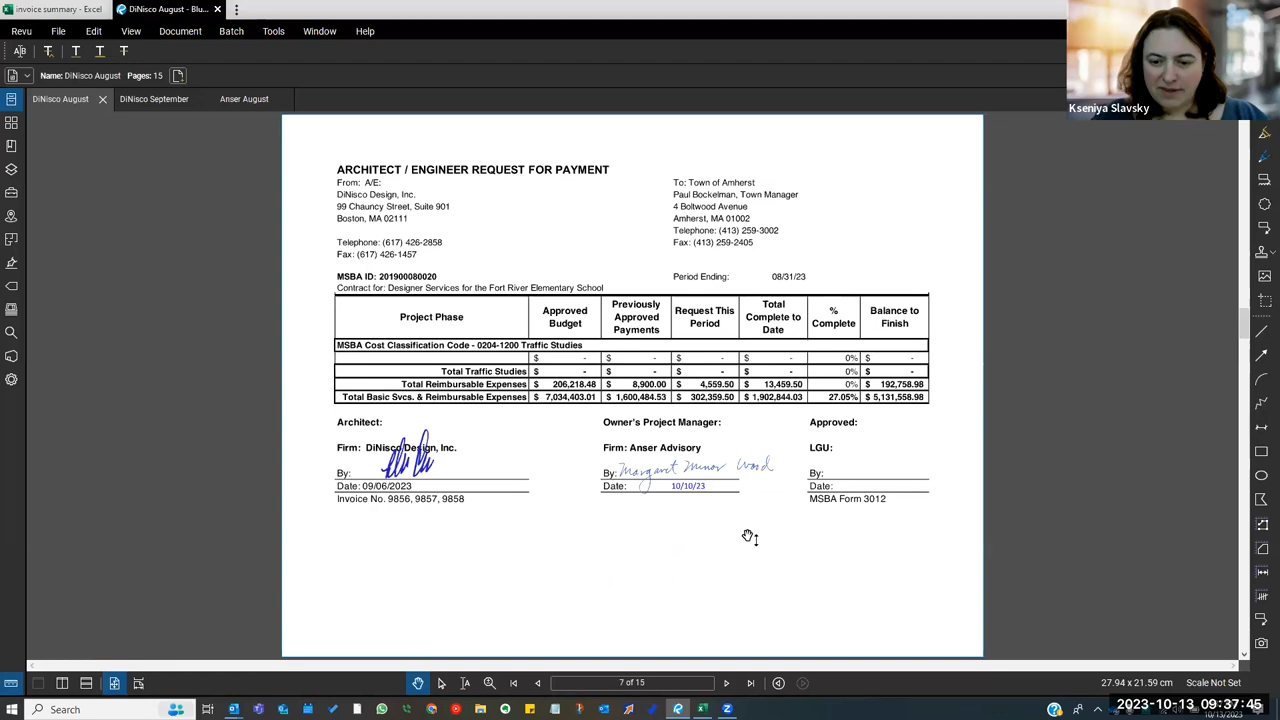 invoice summary - Excel
DiNisco August - Blu...
Revu File Edit View Document Batch Tools Window Help
Name: DiNisco August Pages: 15
DiNisco August DiNisco September Anser August
Kseniya Slavsky
ARCHITECT / ENGINEER REQUEST FOR PAYMENT
From: A/E: To: Town of Amherst
DiNisco Design, Inc. Paul Bockelman, Town Manager
99 Chauncy Street, Suite 901 4 Boltwood Avenue
Boston, MA 02111 Amherst, MA 01002
Telephone: (413) 259-3002
Telephone: (617) 426-2858 Fax: (413) 259-2405
Fax: (617) 426-1457
MSBA ID: 201900080020 Period Ending: 08/31/23
Contract for: Designer Services for the Fort River Elementary School
Project Phase Approved Budget Previously Approved Payments Request This Period Total Complete to Date % Complete Balance to Finish
MSBA Cost Classification Code - 0204-1200 Traffic Studies
$ - $ - $ - $ - 0% $ -
Total Traffic Studies $ - $ - $ - $ - 0% $ -
Total Reimbursable Expenses $ 206,218.48 8,900.00 $ 4,559.50 $ 13,459.50 0% $ 192,758.98
Total Basic Svcs. & Reimbursable Expenses $ 7,034,403.01 $ 1,600,484.53 $ 302,359.50 $ 1,902,844.03 27.05% $ 5,131,558.98
Architect: Owner's Project Manager: Approved:
Firm: DiNisco Design, Inc. Firm: Anser Advisory LGU:
By: By: Margaret Minor Wood By:
Date: 09/06/2023 Date: 10/10/23 Date:
Invoice No. 9856, 9857, 9858 MSBA Form 3012
7 of 15
27.94 x 21.59 cm Scale Not Set
Search
2023-10-13 09:37:45
10/13/2023